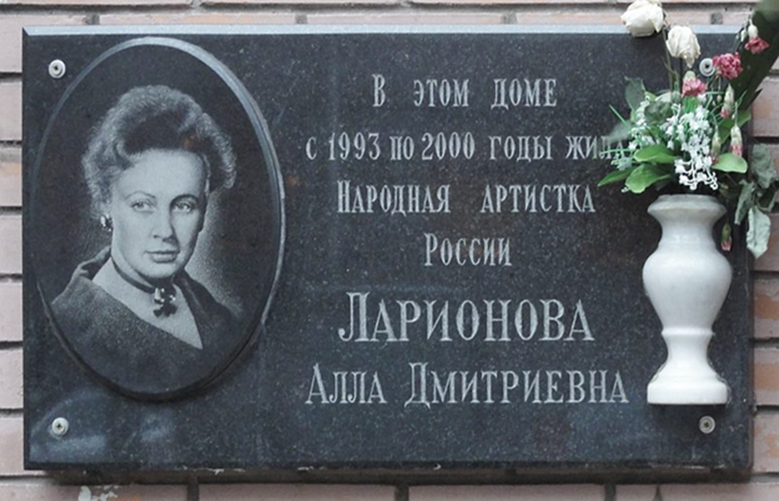 В этом доме
с 1993 по 2000 годы жила
Народная артистка
России
Ларионова
Алла Дмитриевна